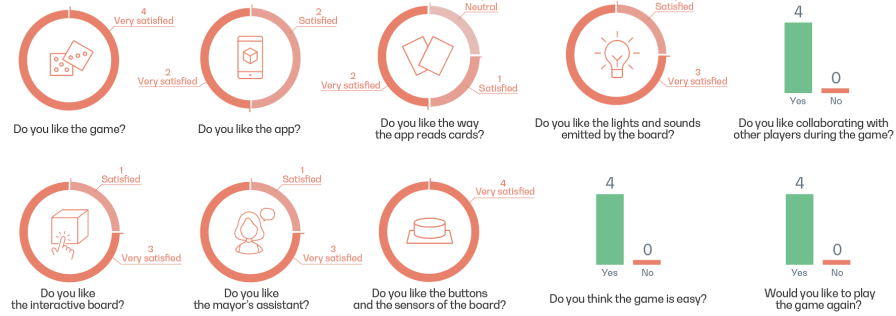 4
Very satisfied
Do you like the game?
2
Satisfied
2
Very satisfied
Do you like the app?
Neutral
1
Satisfied
2
Very satisfied
Do you like the way
the app reads cards?
Satisfied
3
Very satisfied
Do you like the lights and sounds
emitted by the board?
4
0
Yes No
Do you like collaborating with
other players during the game?
1
Satisfied
3
Very satisfied
Do you like
the interactive board?
1
Satisfied
3
Very satisfied
Do you like
the mayor's assistant?
4
Very satisfied
Do you like the buttons
and the sensors of the board?
4
0
Yes No
Do you think the game is easy?
4
0
Yes No
Would you like to play
the game again?